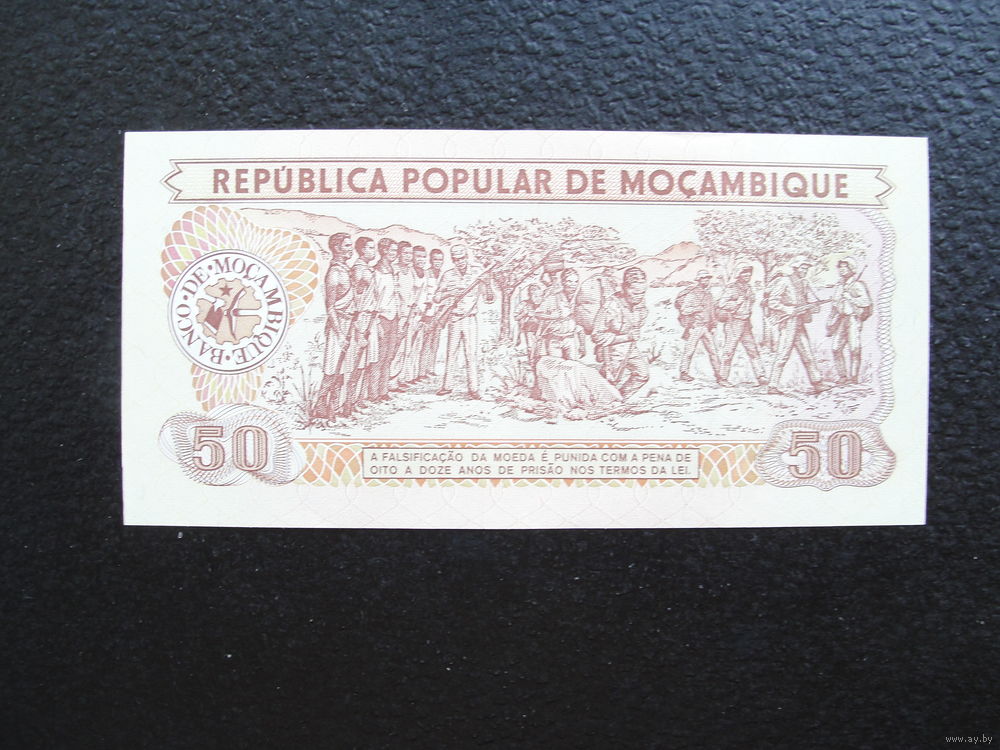 REPÚBLICA POPULAR DE MOÇAMBIQUE
BANCO•DE•MOÇAMBIQUE•
50
A FALSIFICAÇÃO DA MOEDA É PUNIDA COM A PENA DE
OITO A DOZE ANOS DE PRISÃO NOS TERMOS DA LEI.
50
www.ay.by